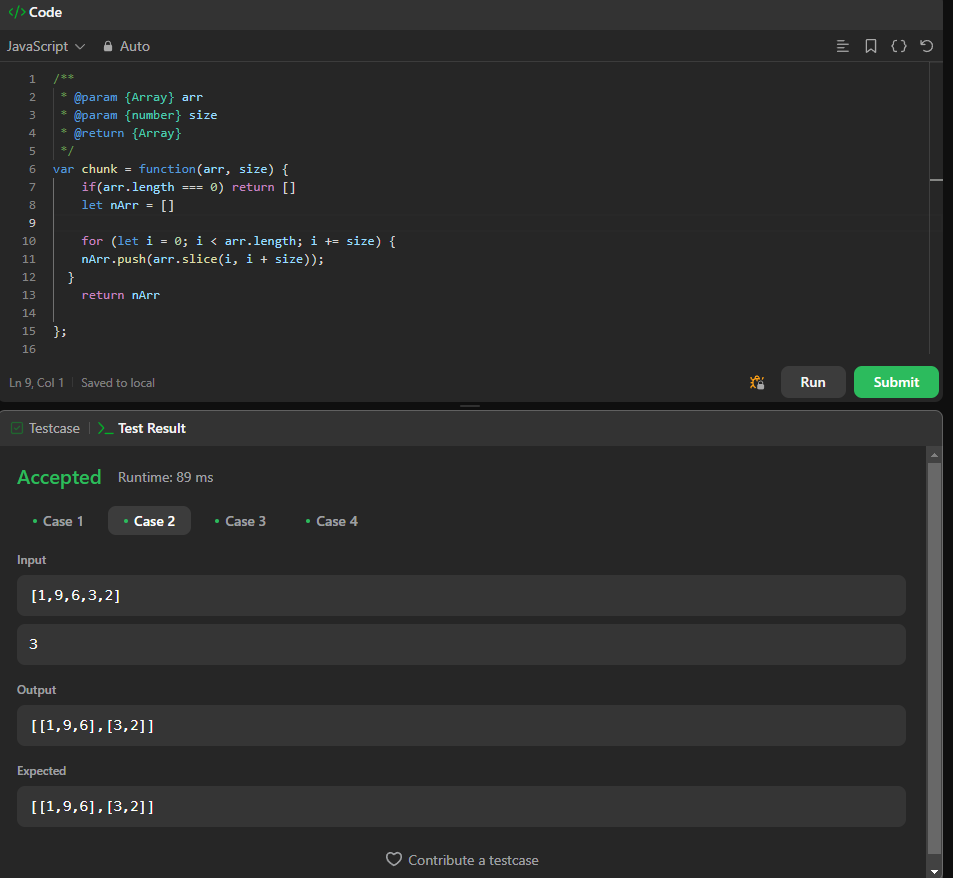 </> Code
JavaScript Auto
1 /**
2  * @param {Array} arr
3  * @param {number} size
4  * @return {Array}
5  */
6 var chunk = function(arr, size) {
7     if(arr.length === 0) return []
8     let nArr = []
9
10     for (let i = 0; i < arr.length; i += size) {
11     nArr.push(arr.slice(i, i + size));
12   }
13     return nArr
14
15 };
16
Ln 9, Col 1 | Saved to local
Run Submit
Testcase | >_ Test Result
Accepted Runtime: 89 ms
• Case 1 • Case 2 • Case 3 • Case 4
Input
[1,9,6,3,2]
3
Output
[[1,9,6],[3,2]]
Expected
[[1,9,6],[3,2]]
Contribute a testcase